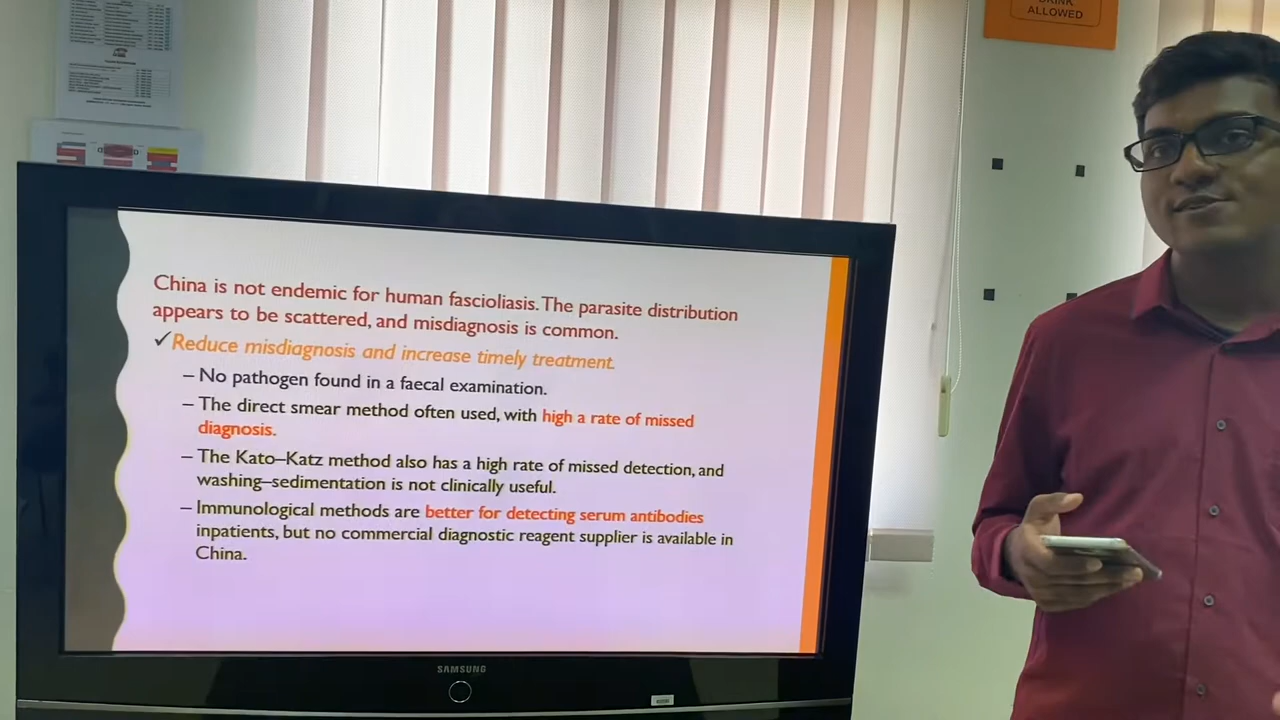 DRINK
ALLOWED
China is not endemic for human fascioliasis. The parasite distribution
appears to be scattered, and misdiagnosis is common.
✓Reduce misdiagnosis and increase timely treatment.
– No pathogen found in a faecal examination.
– The direct smear method often used, with high a rate of missed
diagnosis.
– The Kato–Katz method also has a high rate of missed detection, and
washing–sedimentation is not clinically useful.
– Immunological methods are better for detecting serum antibodies
inpatients, but no commercial diagnostic reagent supplier is available in
China.
SAMSUNG